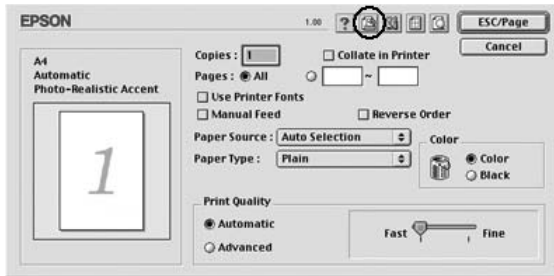 EPSON
1.00
?
ESC/Page
Cancel
A4
Automatic
Photo-Realistic Accent
1
Copies : 1
Collate in Printer
Pages : All ~
Use Printer Fonts
Manual Feed
Reverse Order
Paper Source : Auto Selection
Paper Type : Plain
Color
Color
Black
Print Quality
Automatic
Advanced
Fast Fine